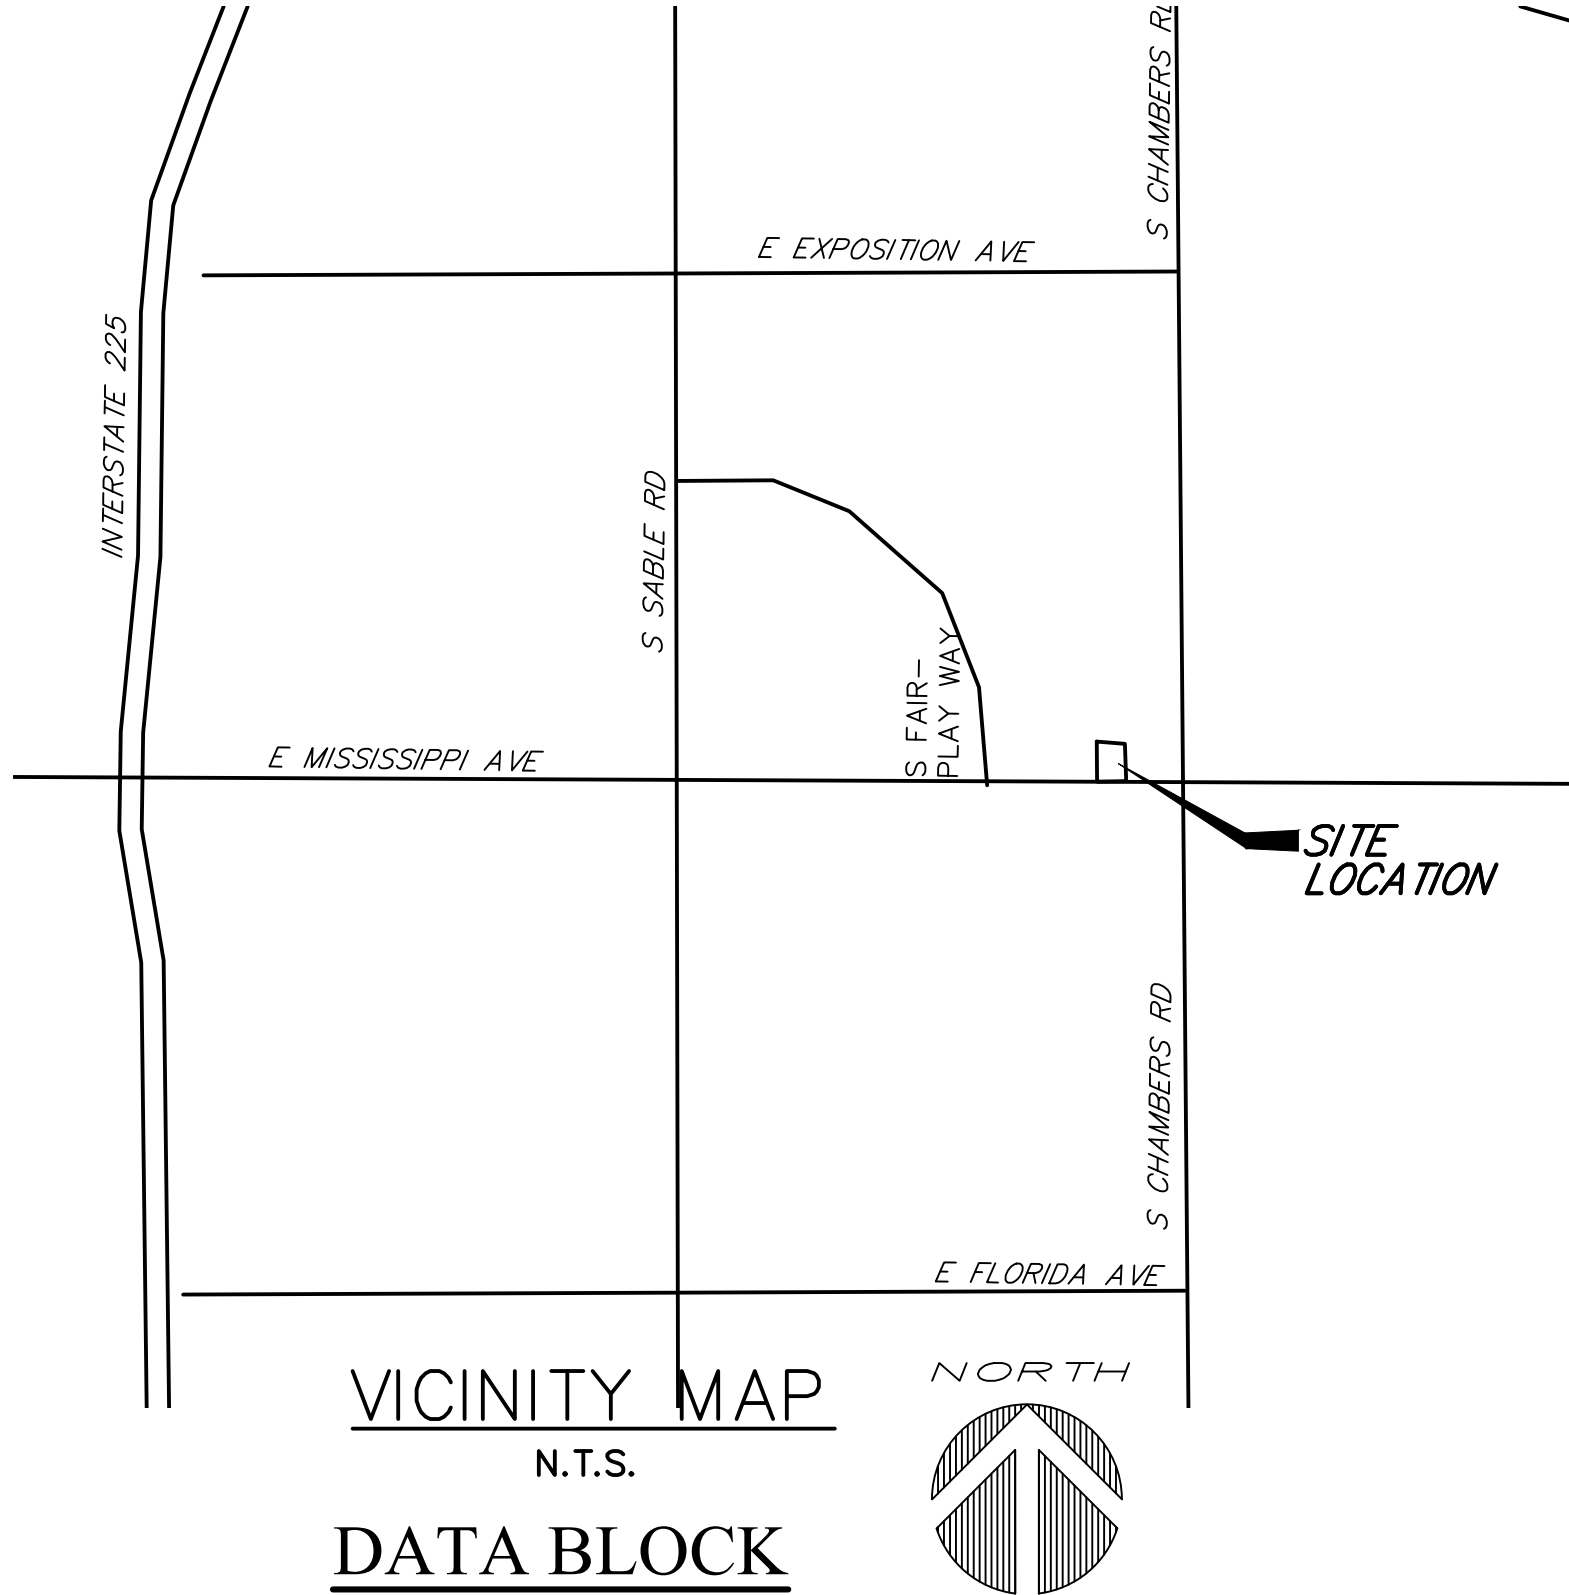 S CHAMBERS RD
E EXPOSITION AVE
INTERSTATE 225
S SABLE RD
S FAIR-
PLAY WAY
E MISSISSIPPI AVE
SITE
LOCATION
S CHAMBERS RD
E FLORIDA AVE
VICINITY MAP
N.T.S.
NORTH
DATA BLOCK